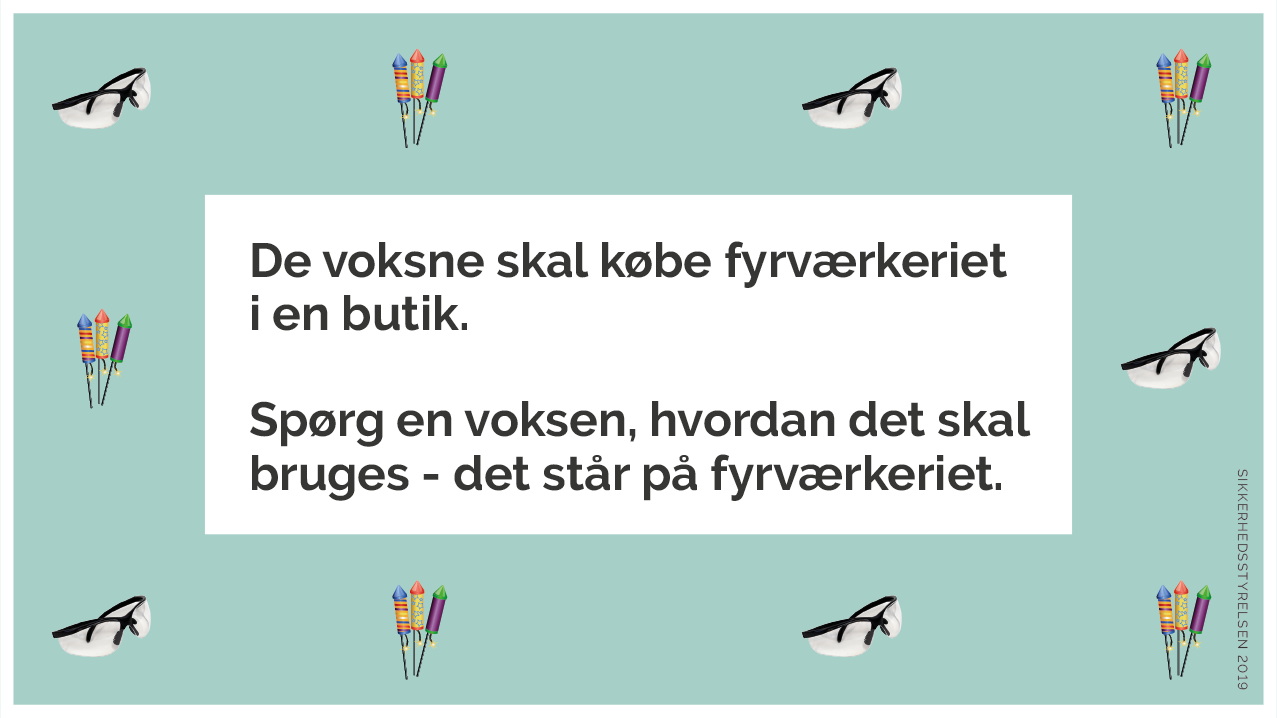 De voksne skal købe fyrværkeriet
i en butik.
Spørg en voksen, hvordan det skal
bruges - det står på fyrværkeriet.
SIKKERHEDSSTYRELSEN 2019